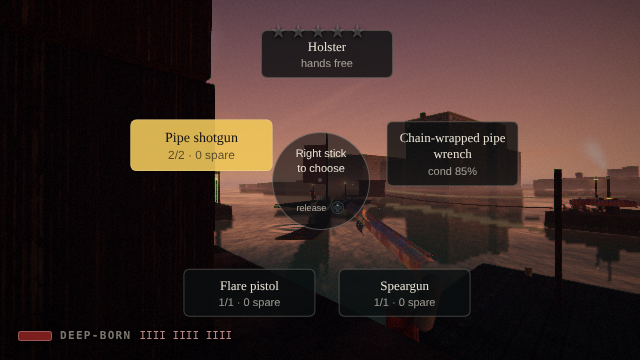 Holster
hands free
Pipe shotgun
2/2 · 0 spare
Chain-wrapped pipe
wrench
cond 85%
Right stick
to choose
release
Flare pistol
1/1 · 0 spare
Speargun
1/1 · 0 spare
DEEP-BORN IIII IIII IIII